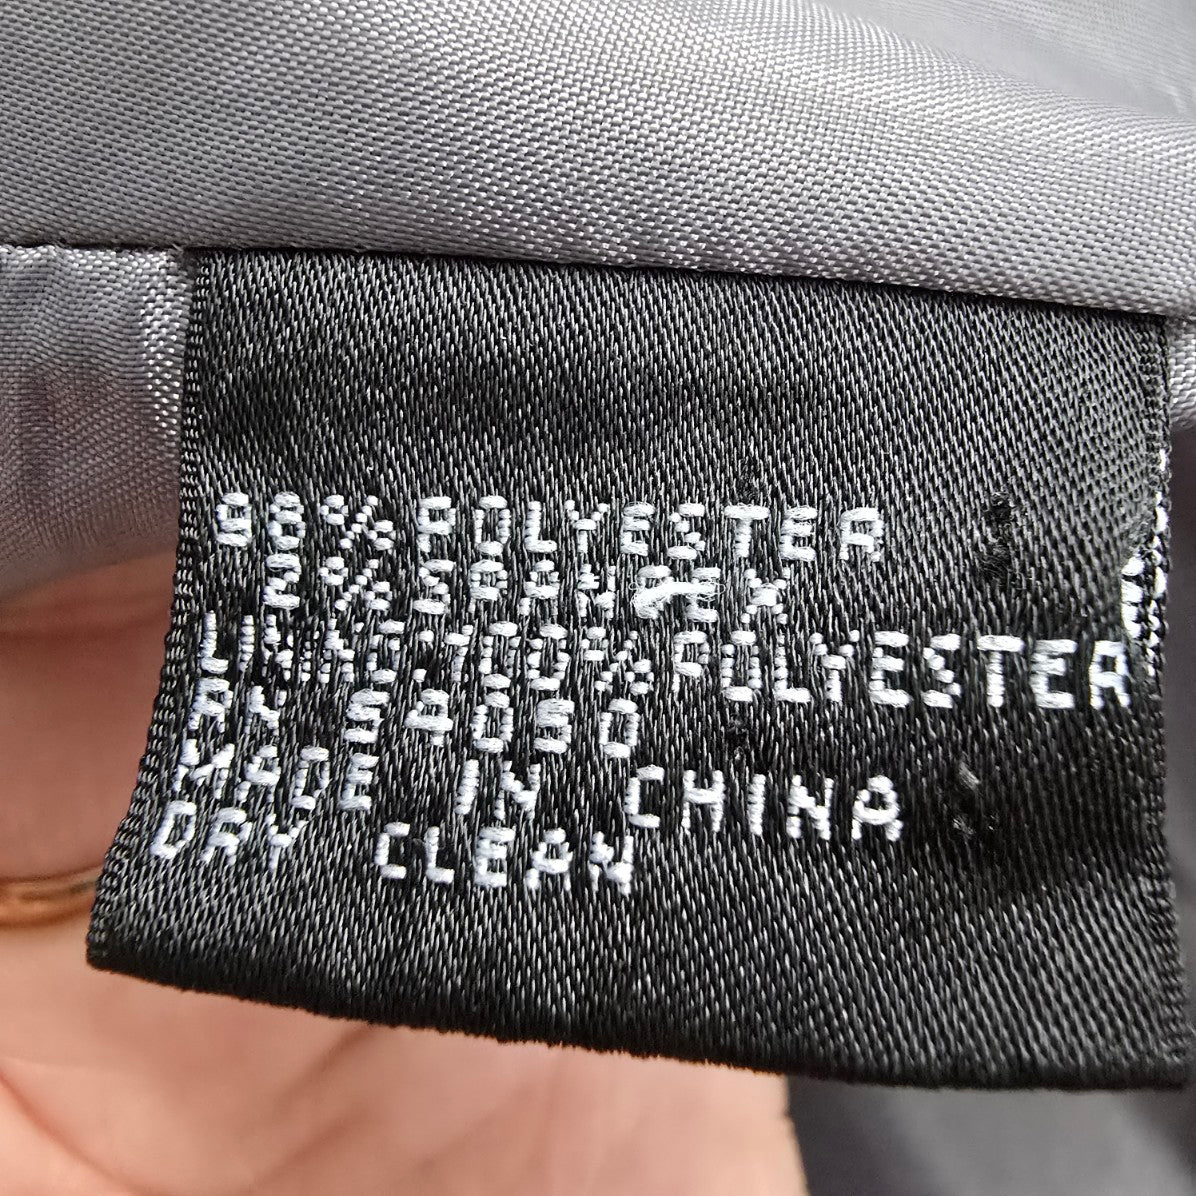 98% POLYESTER
2% SPANDEX
LINING:100% POLYESTER
RN 54050
MADE IN CHINA
DRY CLEAN